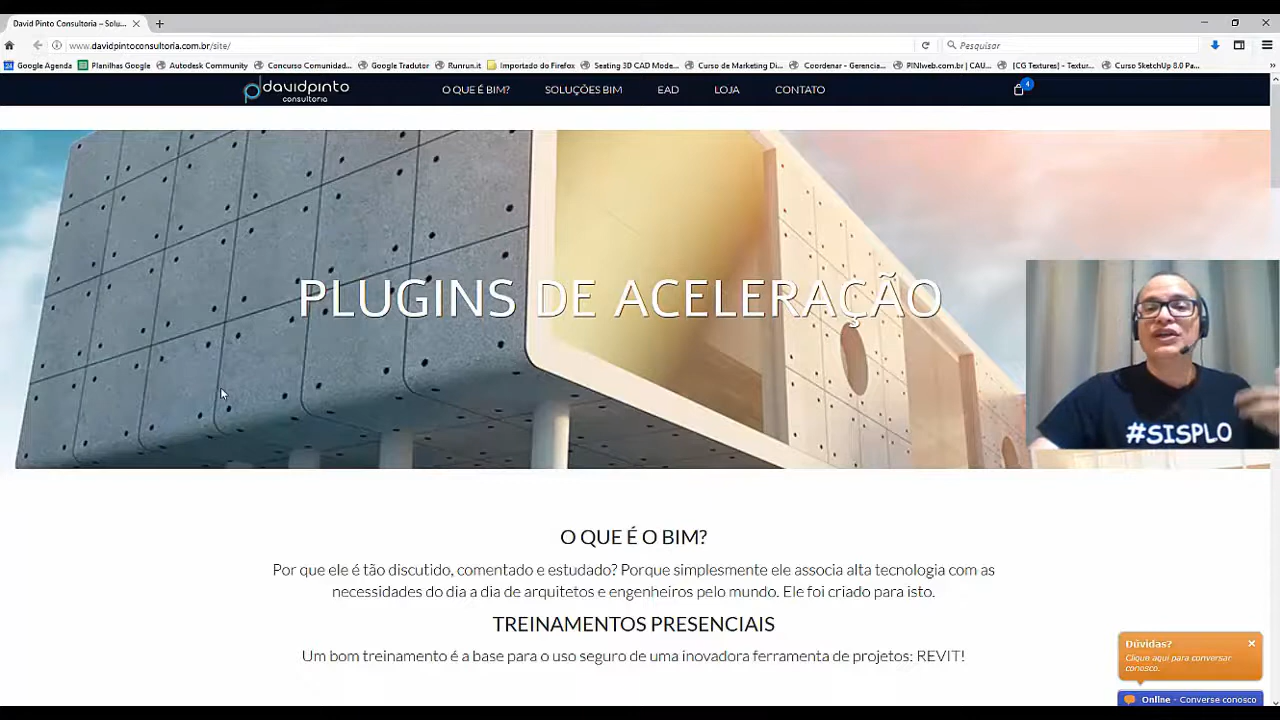 David Pinto Consultoria – Solu...
www.davidpintoconsultoria.com.br/site/
Pesquisar
Google Agenda
Planilhas Google
Autodesk Community
Concurso Comunidad...
Google Tradutor
Runrun.it
Importado do Firefox
Seating 3D CAD Mode...
Curso de Marketing Di...
Coordenar - Gerencia...
PINIweb.com.br | CAU...
[CG Textures] - Textur...
Curso SketchUp 8.0 Pa...
davidpinto
consultoria
O QUE É BIM?
SOLUÇÕES BIM
EAD
LOJA
CONTATO
4
PLUGINS DE ACELERAÇÃO
#SISPLO
O QUE É O BIM?
Por que ele é tão discutido, comentado e estudado? Porque simplesmente ele associa alta tecnologia com as
necessidades do dia a dia de arquitetos e engenheiros pelo mundo. Ele foi criado para isto.
TREINAMENTOS PRESENCIAIS
Um bom treinamento é a base para o uso seguro de uma inovadora ferramenta de projetos: REVIT!
Dúvidas?
Clique aqui para conversar
conosco.
Online - Converse conosco